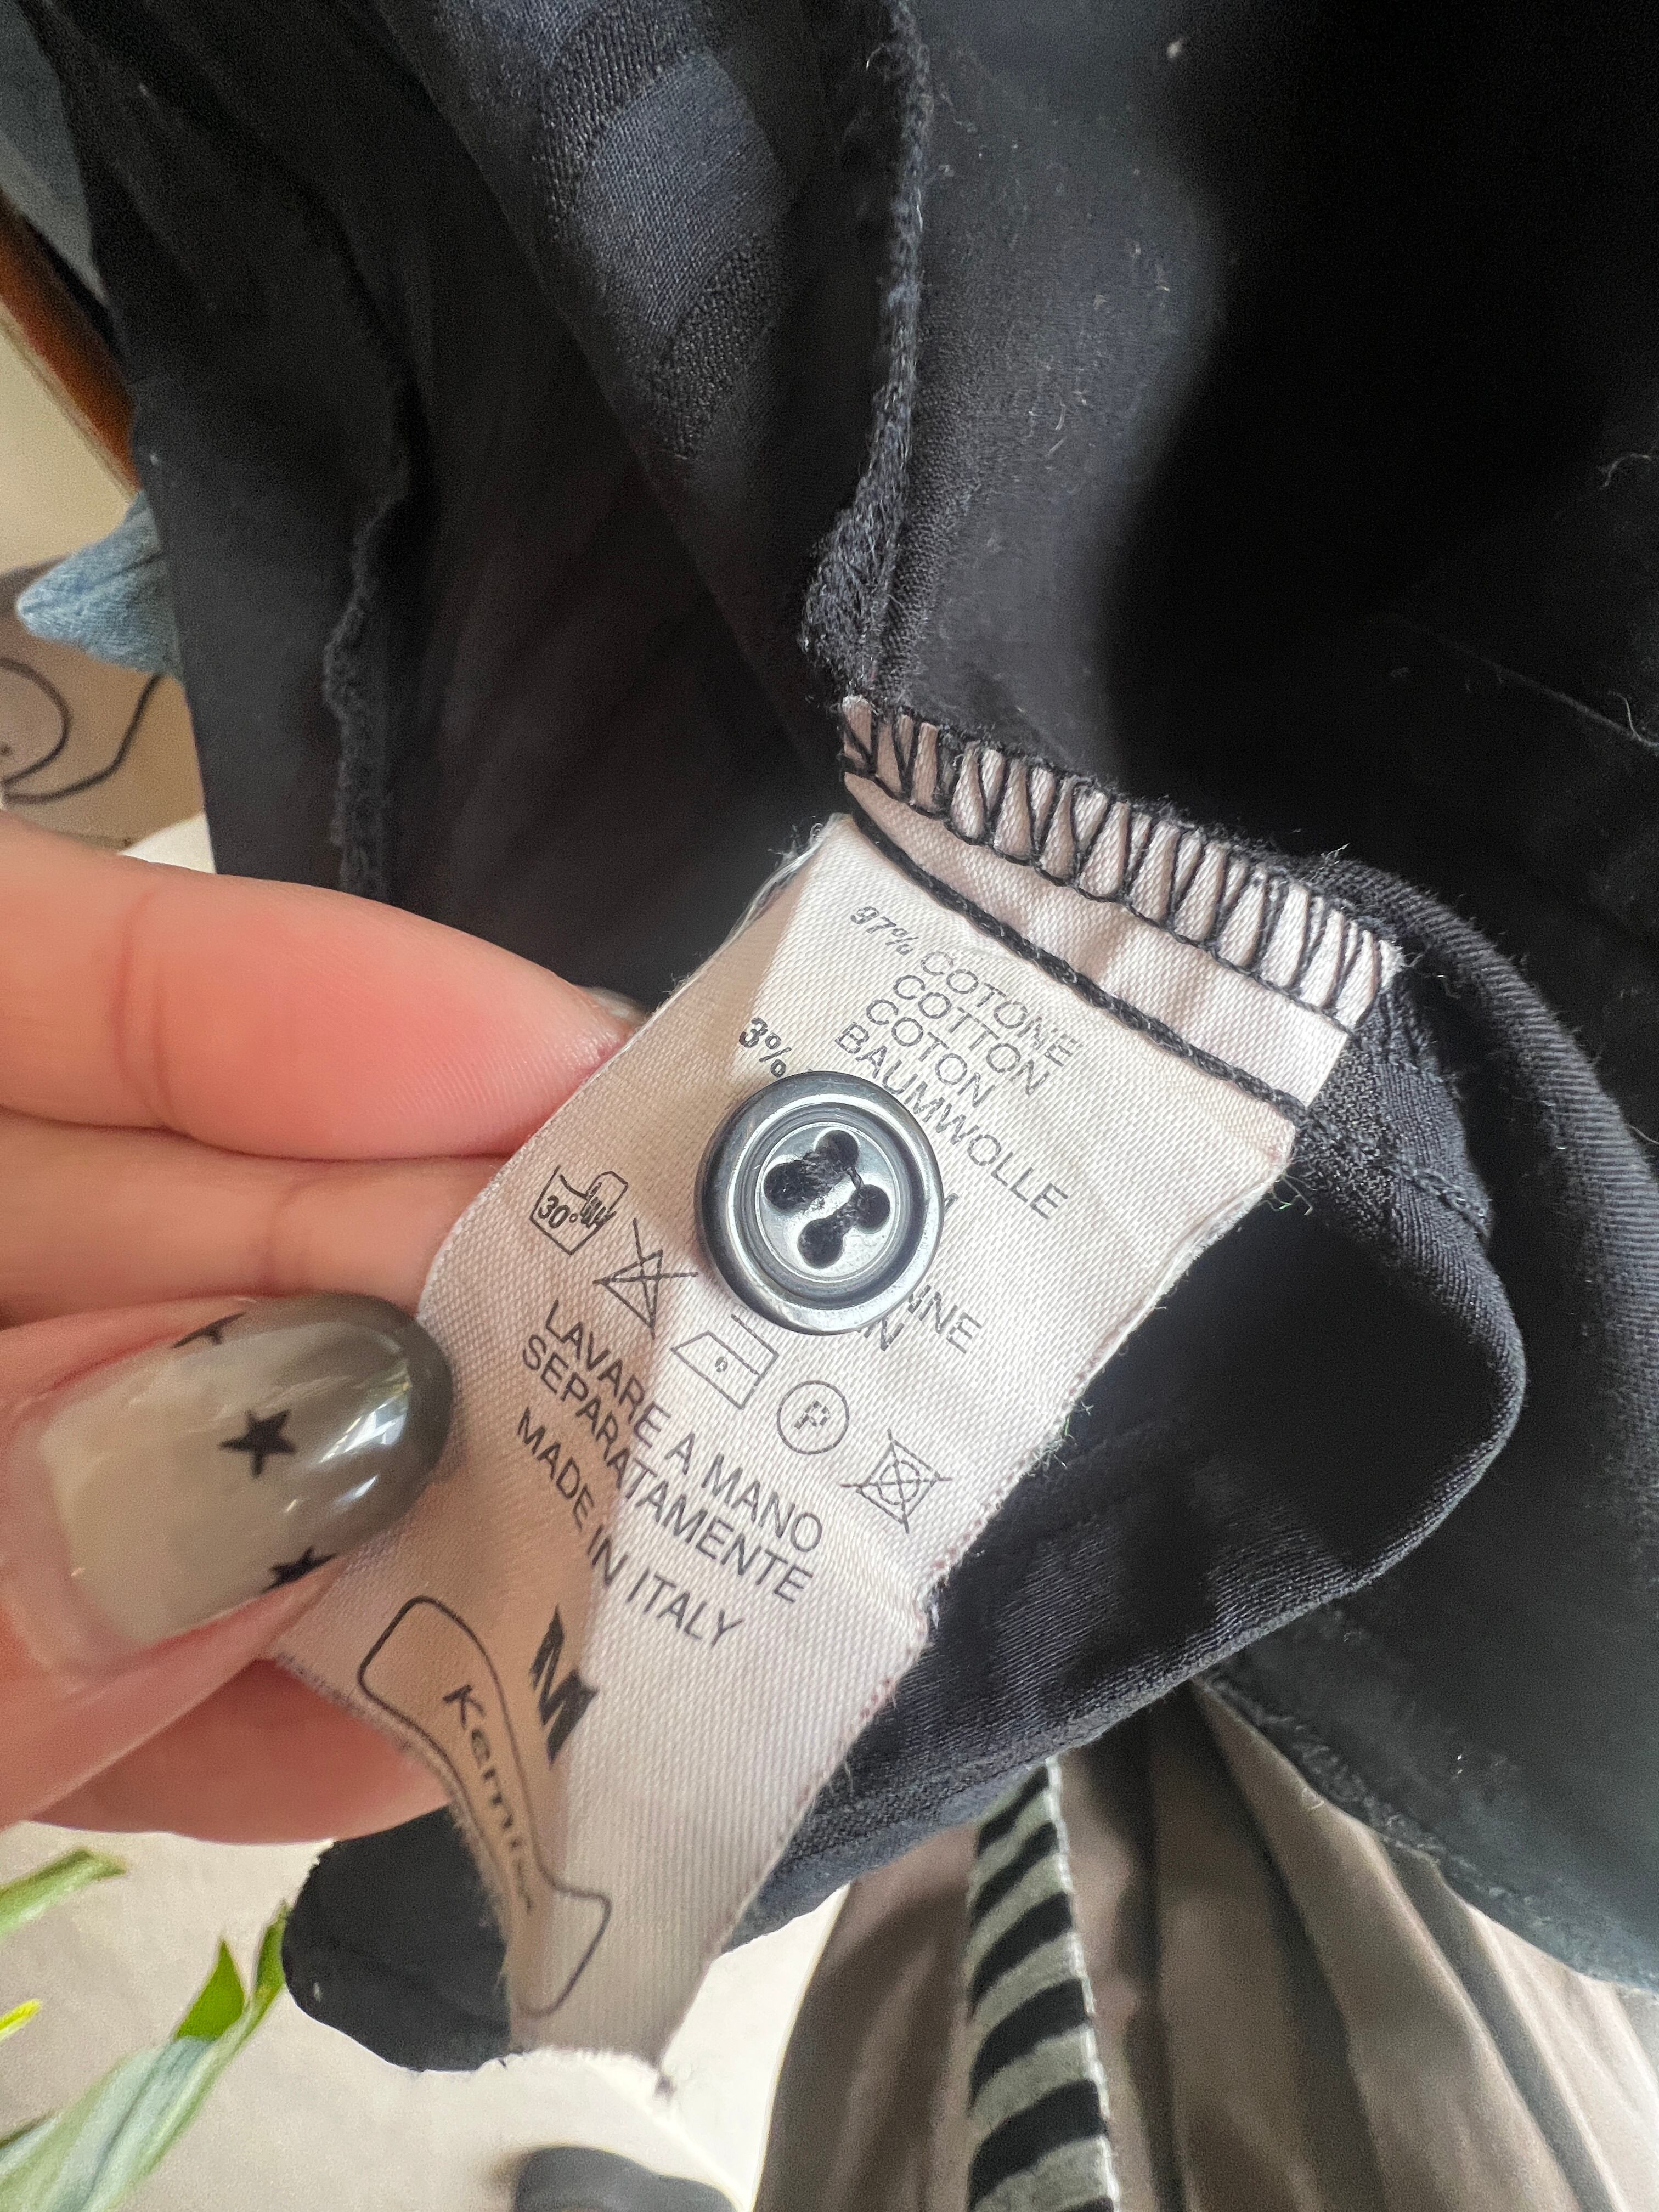 97% COTONE
COTTON
COTON
BAUMWOLLE
3%
30°
P
LAVARE A MANO
SEPARATAMENTE
MADE IN ITALY
M